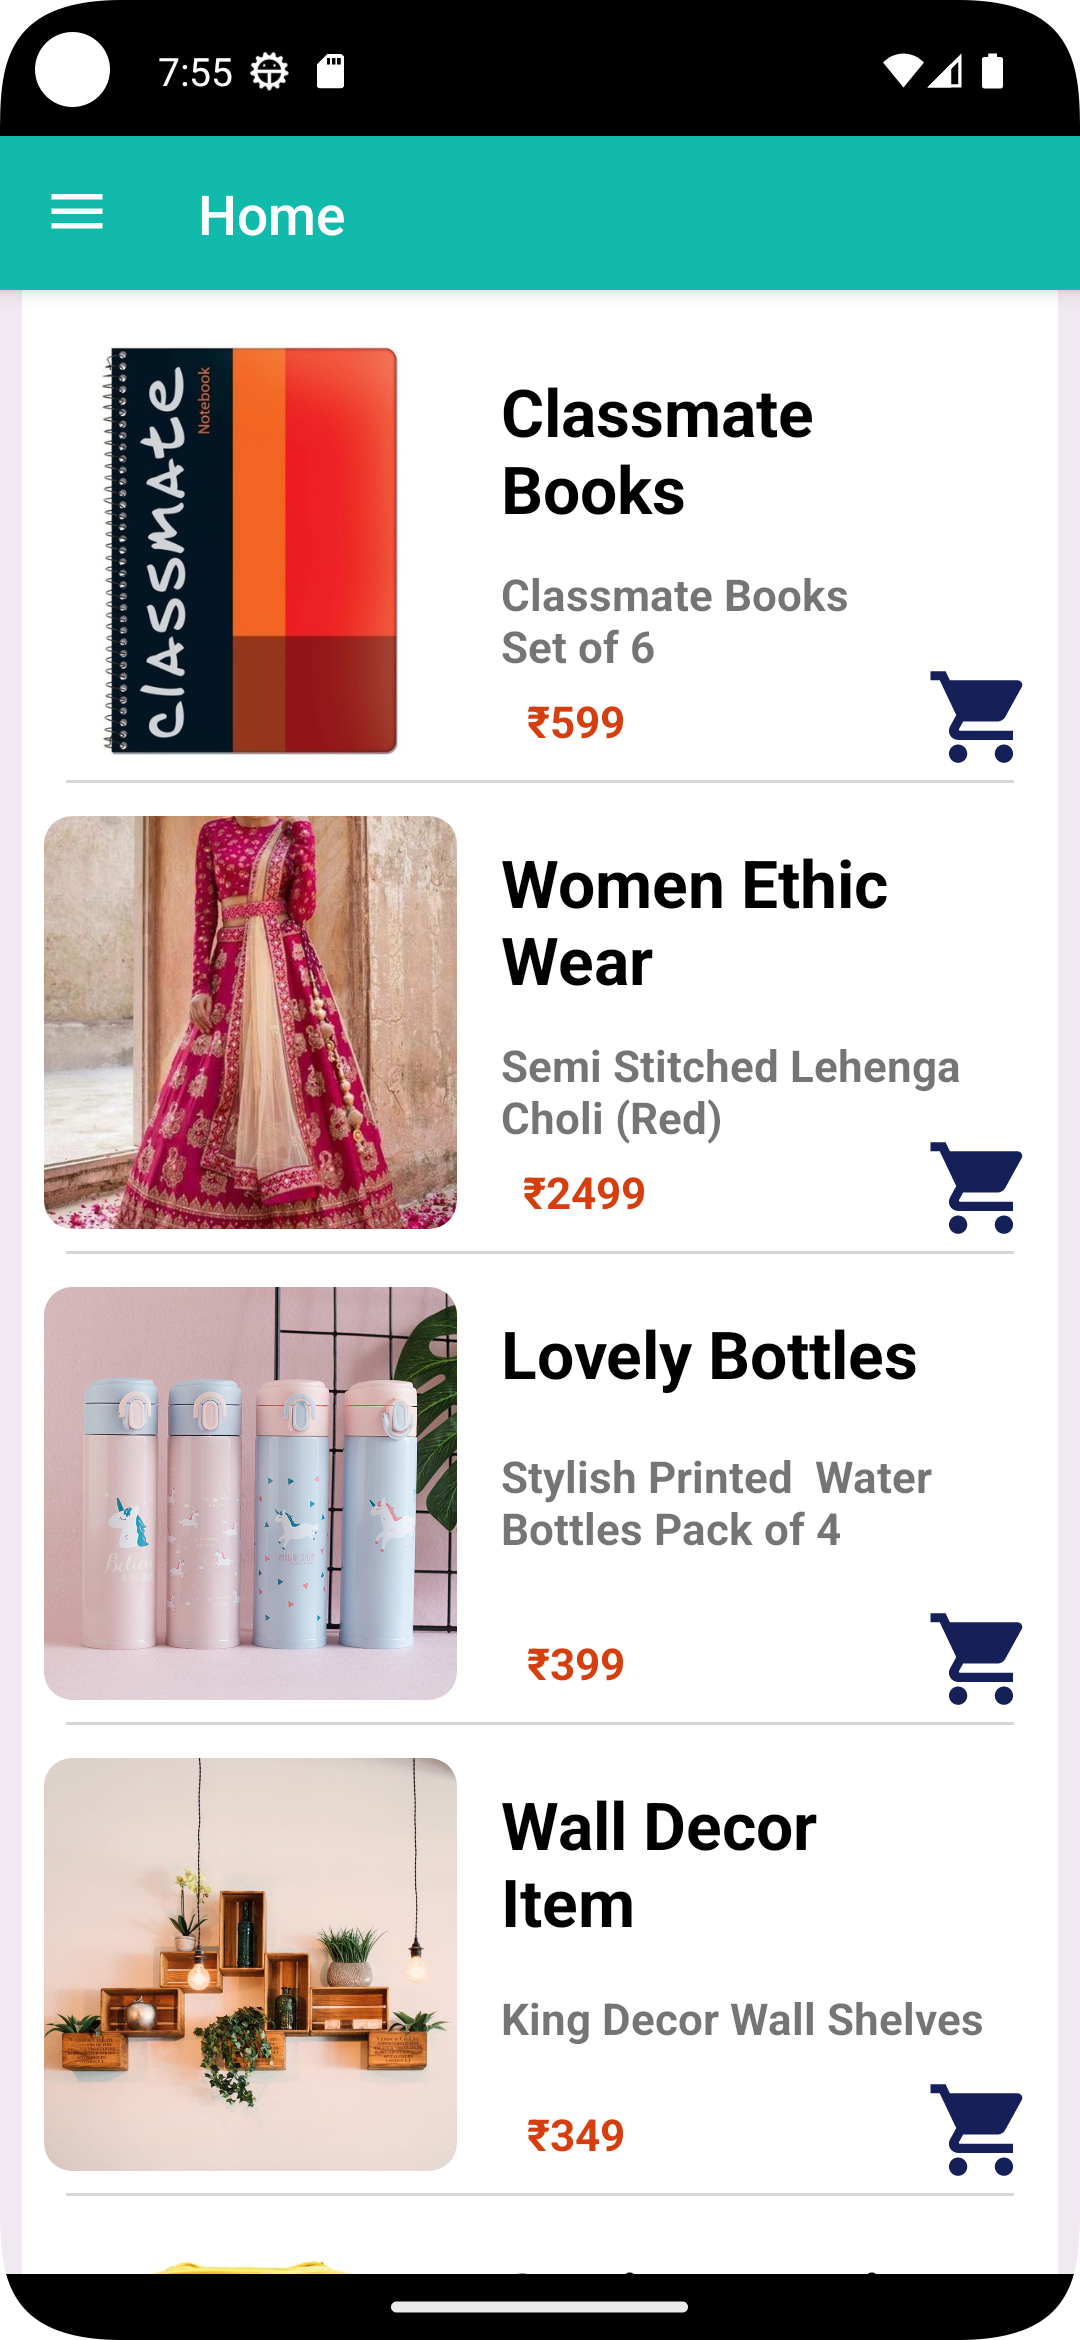 7:55
Home
classmate
Notebook
Classmate
Books
Classmate Books
Set of 6
₹599
Women Ethic
Wear
Semi Stitched Lehenga
Choli (Red)
₹2499
Lovely Bottles
Stylish Printed  Water
Bottles Pack of 4
₹399
Wall Decor
Item
King Decor Wall Shelves
₹349